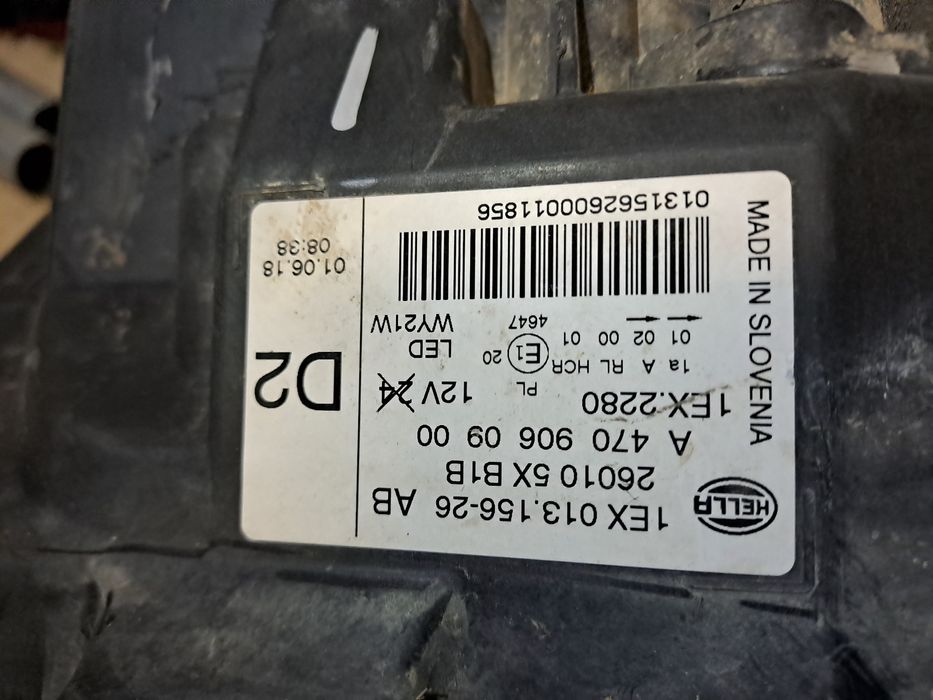 HELLA
1EX 013.156-26 AB
26010 5X B1B
A 470 906 09 00
1EX.2280
PL
12V 24
1a A RL HCR
E1
20
LED
01 02 00 01
4647
WY21W
0131562600011856
MADE IN SLOVENIA
D2
01.06.18
08:38